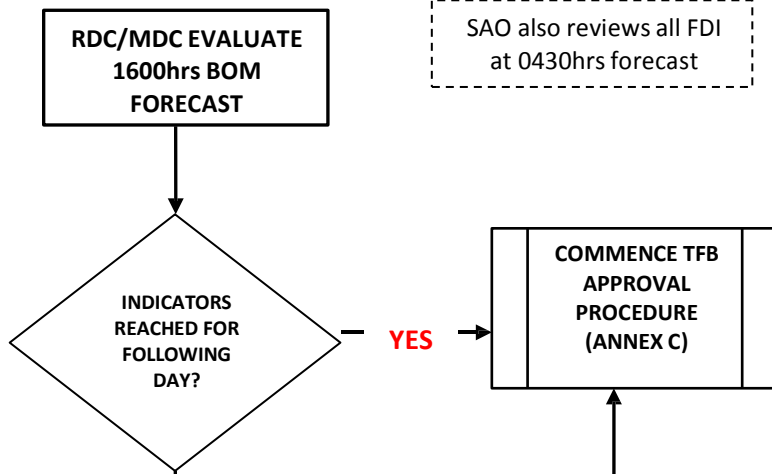 RDC/MDC EVALUATE
1600hrs BOM
FORECAST
SAO also reviews all FDI
at 0430hrs forecast
INDICATORS
REACHED FOR
FOLLOWING
DAY?
YES
COMMENCE TFB
APPROVAL
PROCEDURE
(ANNEX C)